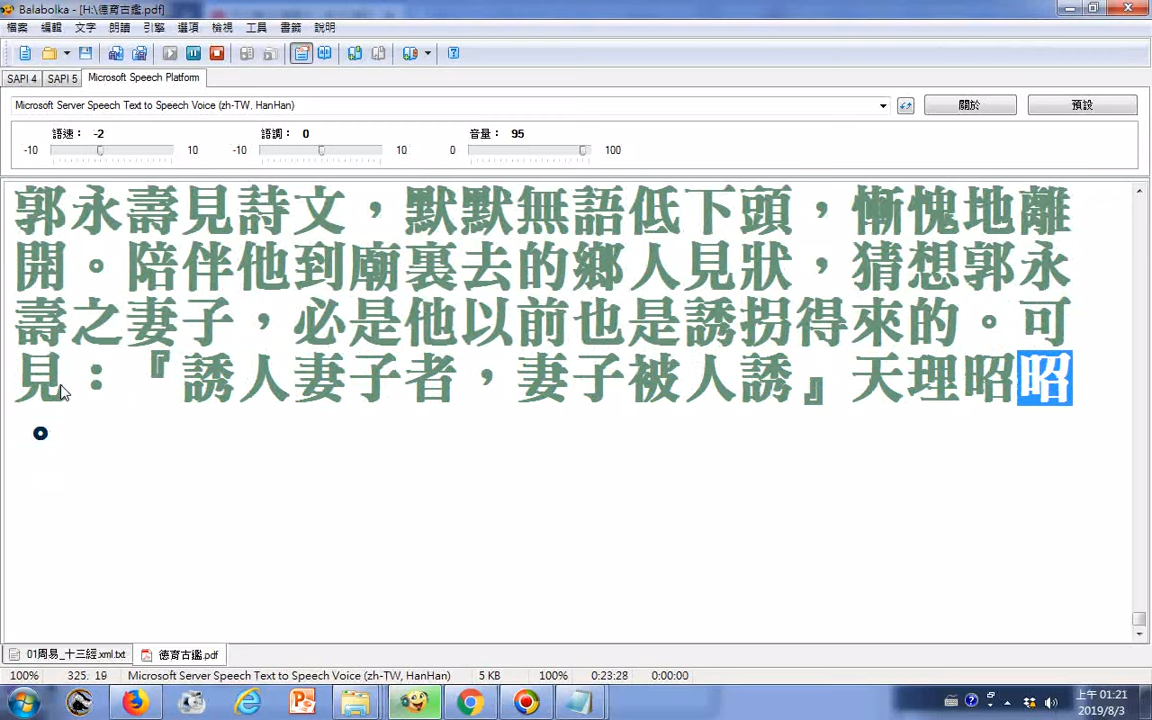 Balabolka - [H:\德育古鑑.pdf]
檔案 編輯 文字 朗讀 引擎 選項 檢視 工具 書籤 說明
SAPI 4 SAPI 5 Microsoft Speech Platform
Microsoft Server Speech Text to Speech Voice (zh-TW, HanHan)
關於 預設
語速： -2 語調： 0 音量： 95
-10 10 -10 10 0 100
郭永壽見詩文，默默無語低下頭，慚愧地離
開。陪伴他到廟裏去的鄉人見狀，猜想郭永
壽之妻子，必是他以前也是誘拐得來的。可
見：『誘人妻子者，妻子被人誘』天理昭昭
。
01周易_十三經.xml.txt 德育古鑑.pdf
100% 325: 19 Microsoft Server Speech Text to Speech Voice (zh-TW, HanHan) 5 KB 100% 0:23:28 0:00:00
上午 01:21
2019/8/3